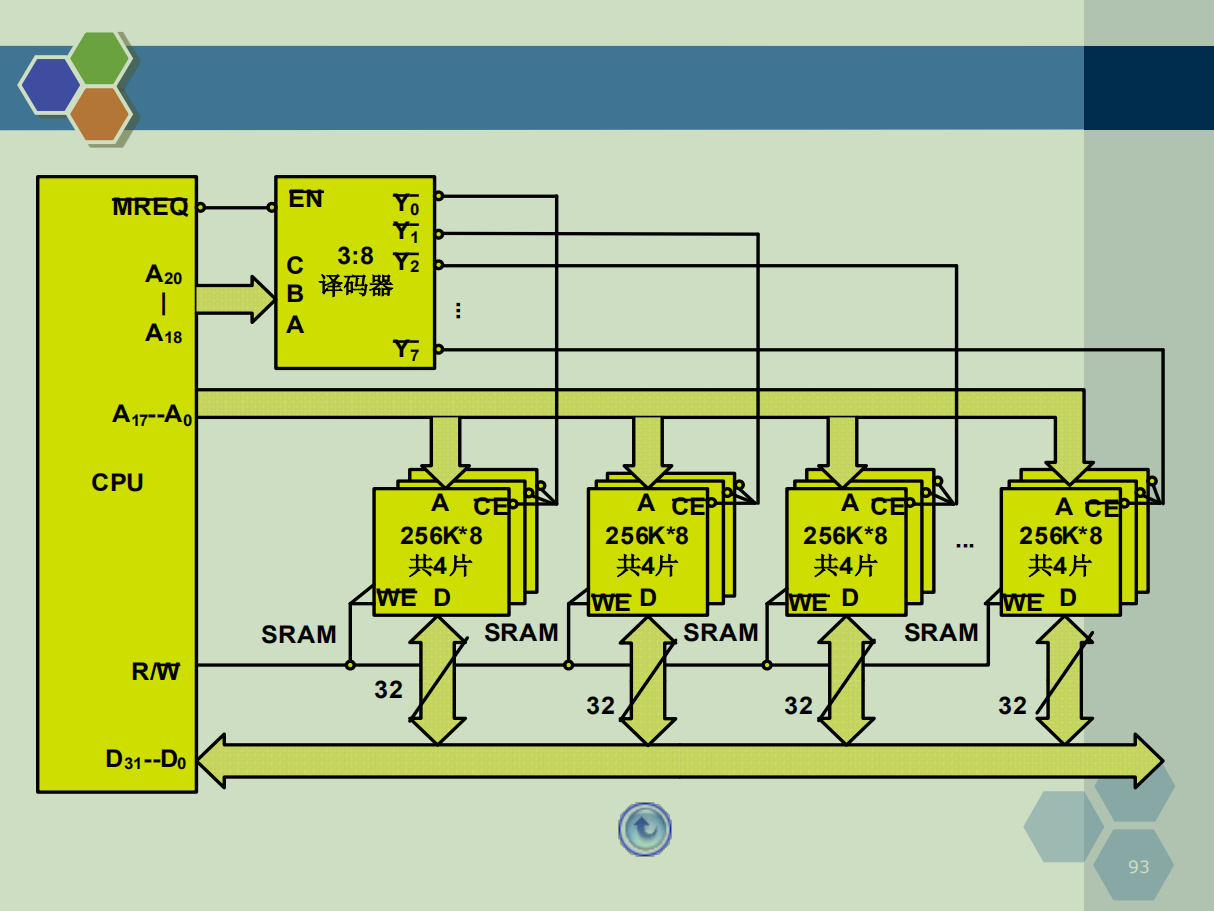 MREQ
EN
Y0
Y1
A20
|
A18
C
B
A
3:8
译码器
Y2
⋮
Y7
A17--A0
CPU
A
CE
256K*8
共4片
WE D
A
CE
256K*8
共4片
WE D
A
CE
256K*8
共4片
WE D
...
A
CE
256K*8
共4片
WE D
SRAM
SRAM
SRAM
SRAM
R/W
32
32
32
32
D31--D0
93